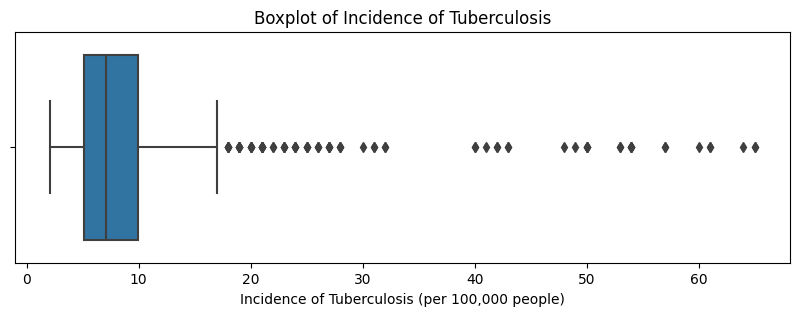 Boxplot of Incidence of Tuberculosis
0 10 20 30 40 50 60
Incidence of Tuberculosis (per 100,000 people)